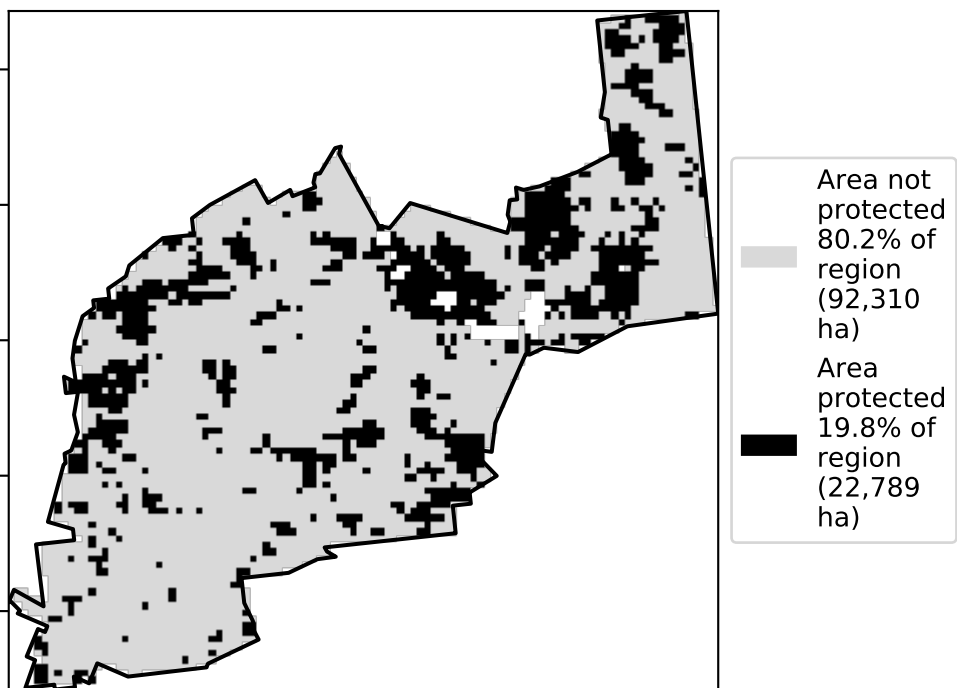 Area not
protected
80.2% of
region
(92,310
ha)
Area
protected
19.8% of
region
(22,789
ha)